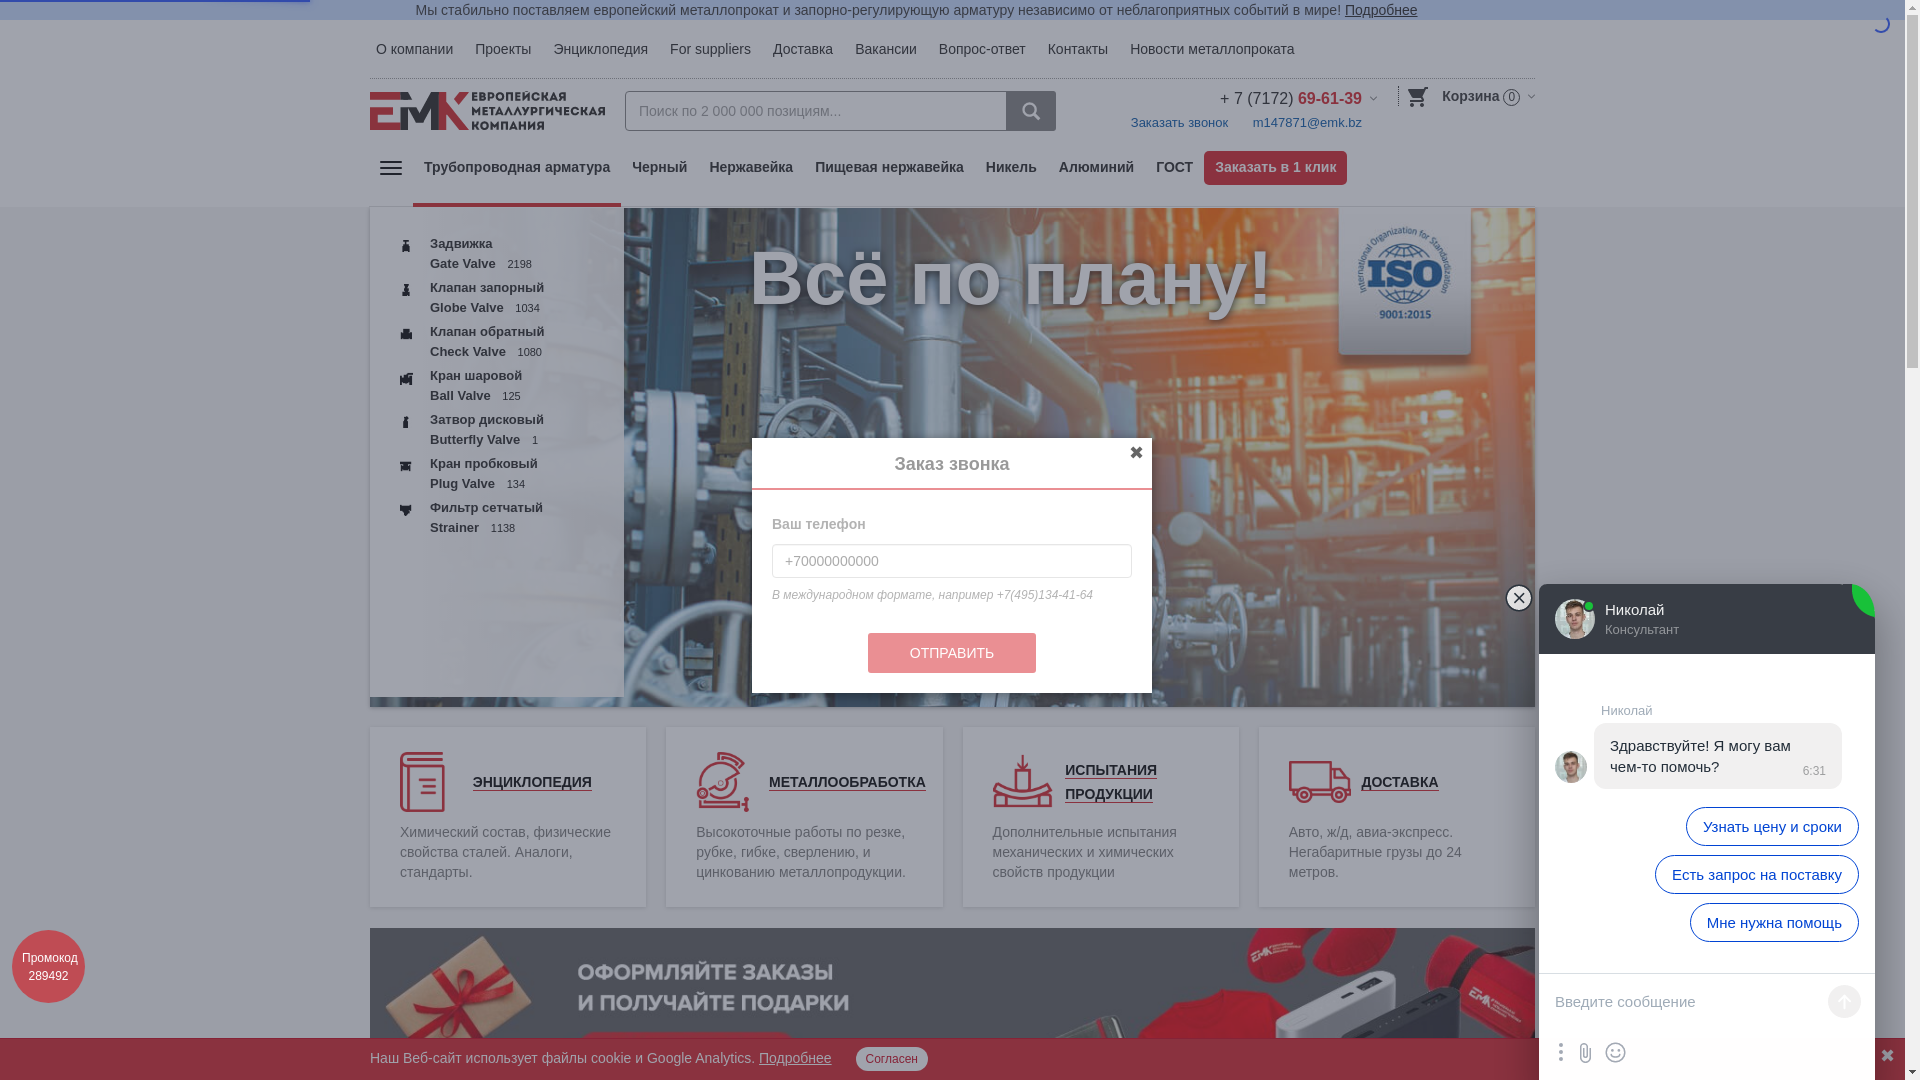 Мы стабильно поставляем европейский металлопрокат и запорно-регулирующую арматуру независимо от неблагоприятных событий в мире! Подробнее
О компании Проекты Энциклопедия For suppliers Доставка Вакансии Вопрос-ответ Контакты Новости металлопроката
ЕМК ЕВРОПЕЙСКАЯ
МЕТАЛЛУРГИЧЕСКАЯ
КОМПАНИЯ
Поиск по 2 000 000 позициям...
+ 7 (7172) 69-61-39
Заказать звонок m147871@emk.bz
Корзина 0
Трубопроводная арматура Черный Нержавейка Пищевая нержавейка Никель Алюминий ГОСТ Заказать в 1 клик
Задвижка
Gate Valve 2198
Клапан запорный
Globe Valve 1034
Клапан обратный
Check Valve 1080
Кран шаровой
Ball Valve 125
Затвор дисковый
Butterfly Valve 1
Кран пробковый
Plug Valve 134
Фильтр сетчатый
Strainer 1138
Всё по плану!
International Organization for Standardization
ISO
9001:2015
Заказ звонка
Ваш телефон
+70000000000
В международном формате, например +7(495)134-41-64
ОТПРАВИТЬ
ЭНЦИКЛОПЕДИЯ
Химический состав, физические
свойства сталей. Аналоги,
стандарты.
МЕТАЛЛООБРАБОТКА
Высокоточные работы по резке,
рубке, гибке, сверлению, и
цинкованию металлопродукции.
ИСПЫТАНИЯ
ПРОДУКЦИИ
Дополнительные испытания
механических и химических
свойств продукции
ДОСТАВКА
Авто, ж/д, авиа-экспресс.
Негабаритные грузы до 24
метров.
ОФОРМЛЯЙТЕ ЗАКАЗЫ
И ПОЛУЧАЙТЕ ПОДАРКИ
ЕМК
ЕМК
Промокод
289492
Наш Веб-сайт использует файлы cookie и Google Analytics. Подробнее Согласен
Николай
Консультант
Николай
Здравствуйте! Я могу вам
чем-то помочь?
6:31
Узнать цену и сроки
Есть запрос на поставку
Мне нужна помощь
Введите сообщение